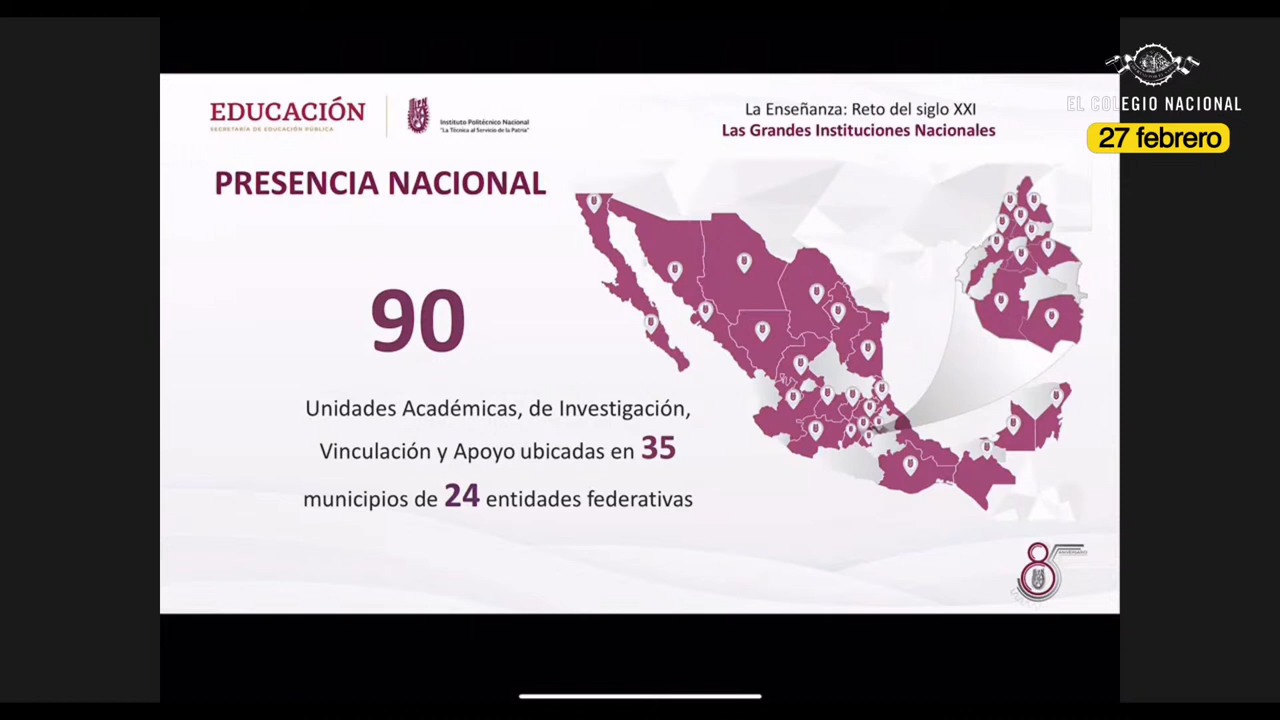 EDUCACIÓN
SECRETARÍA DE EDUCACIÓN PÚBLICA
Instituto Politécnico Nacional
"La Técnica al Servicio de la Patria"
La Enseñanza: Reto del siglo XXI
Las Grandes Instituciones Nacionales
EL COLEGIO NACIONAL
27 febrero
PRESENCIA NACIONAL
90
Unidades Académicas, de Investigación,
Vinculación y Apoyo ubicadas en 35
municipios de 24 entidades federativas
85
ANIVERSARIO